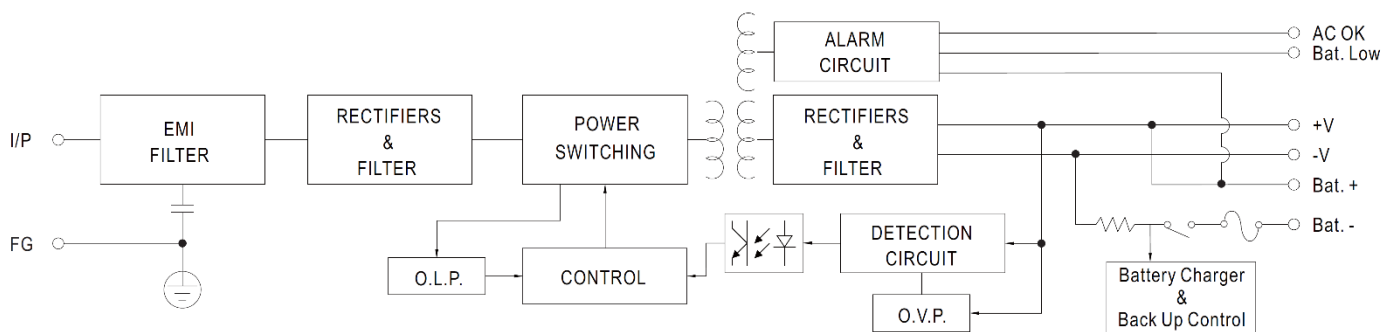 ALARM
CIRCUIT
AC OK
Bat. Low
I/P
EMI
FILTER
RECTIFIERS
&
FILTER
POWER
SWITCHING
RECTIFIERS
&
FILTER
+V
-V
Bat. +
FG
O.L.P.
CONTROL
DETECTION
CIRCUIT
O.V.P.
Bat. -
Battery Charger
&
Back Up Control